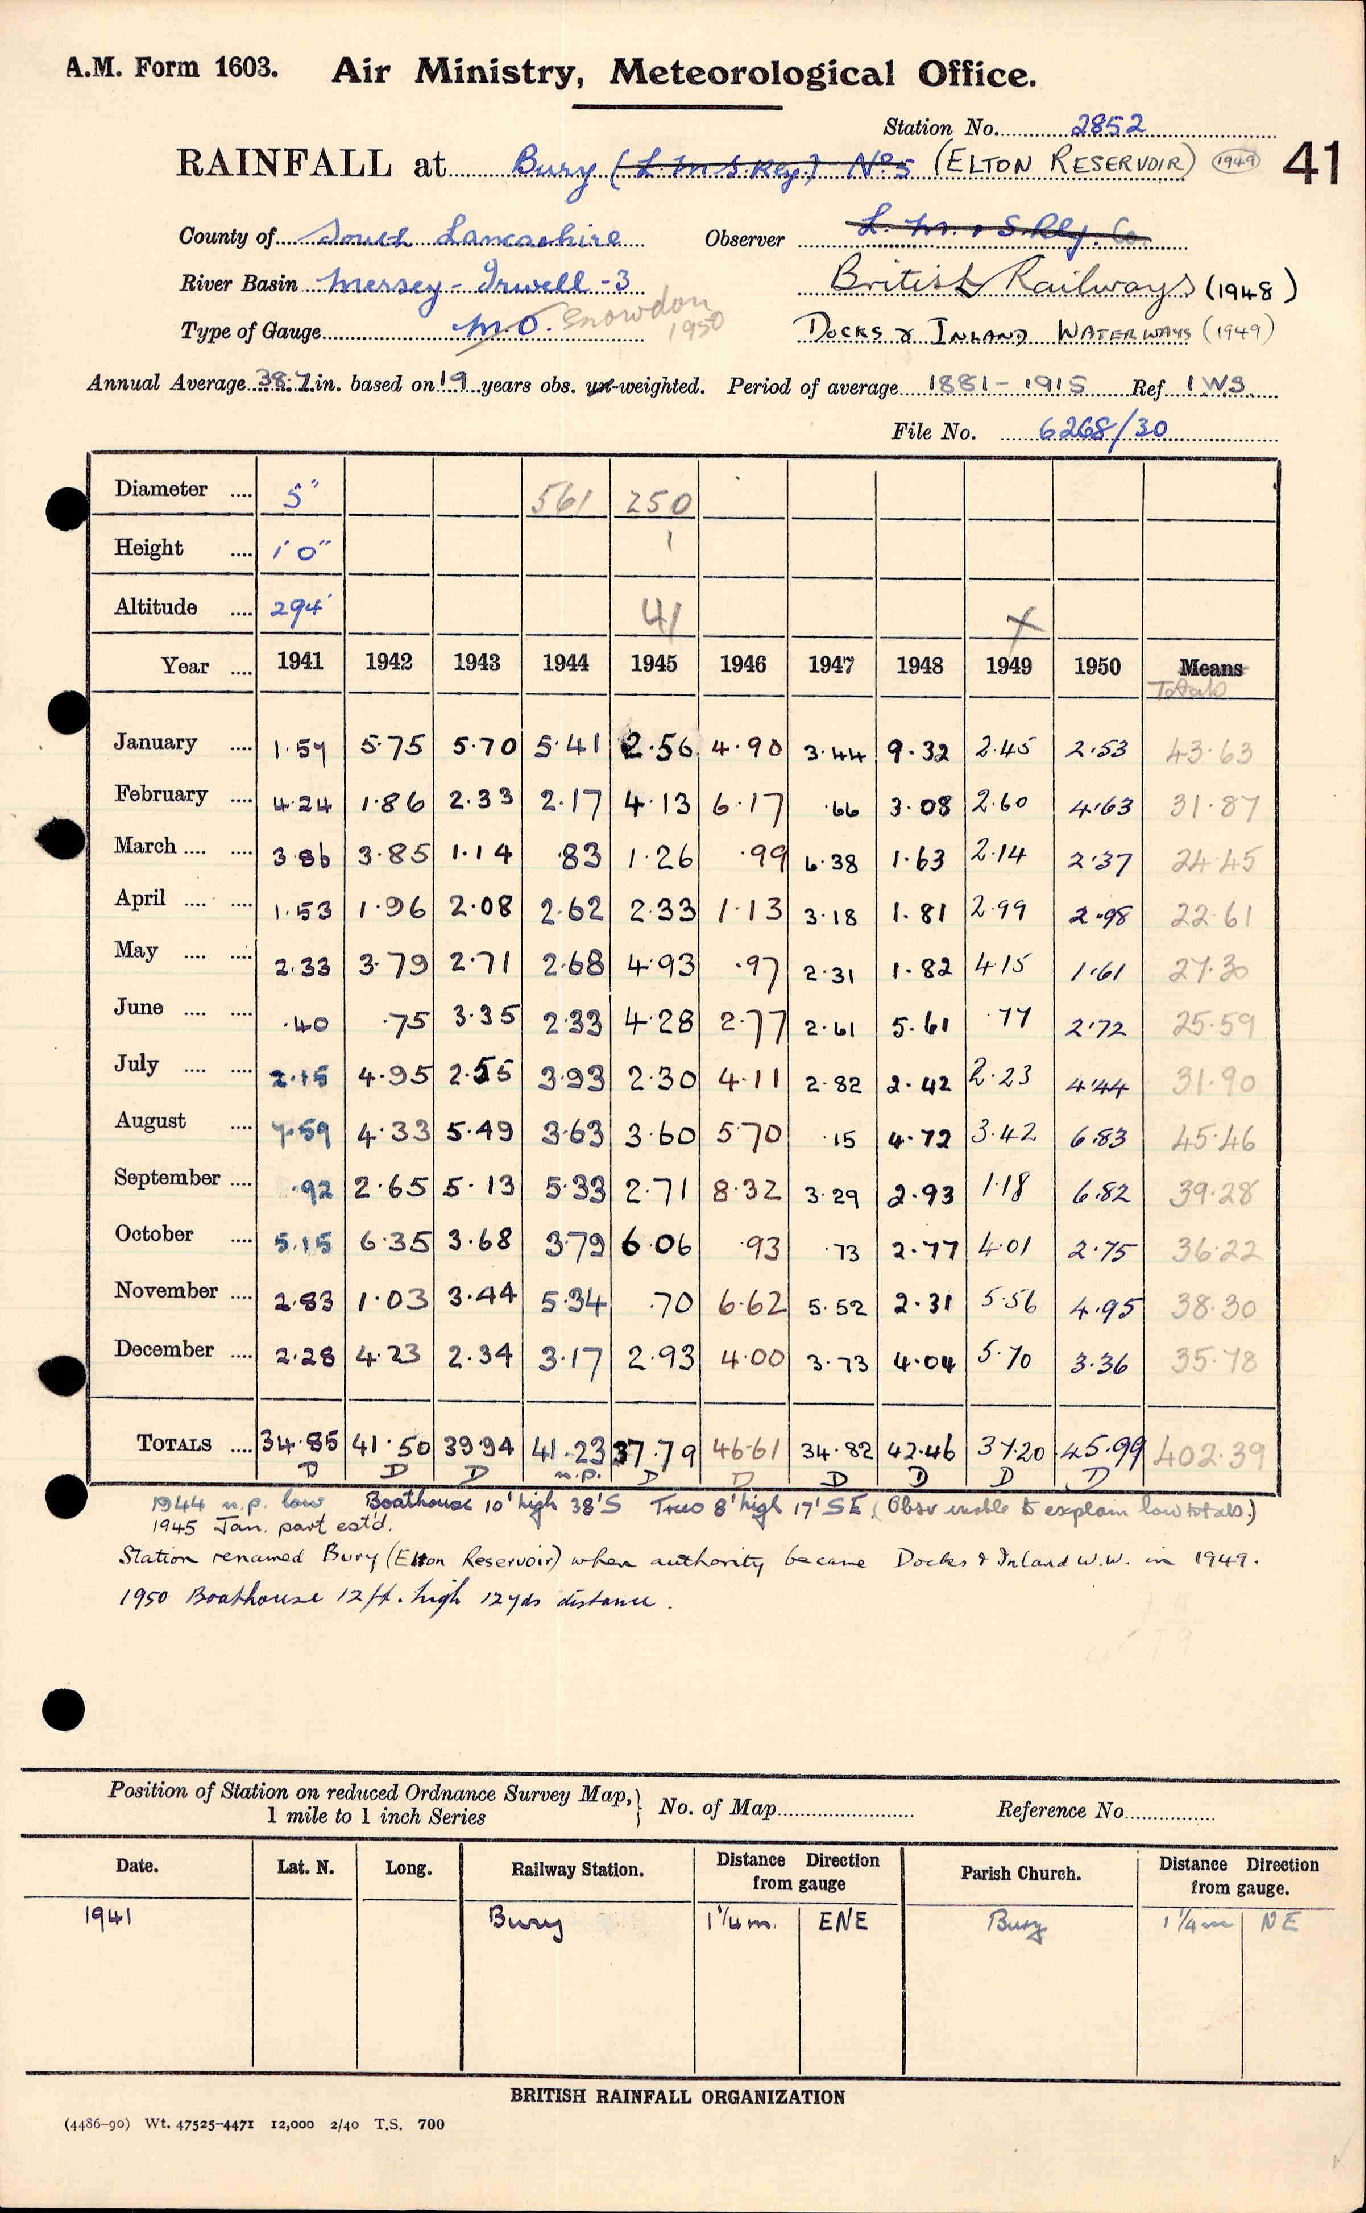 A.M. Form 1603. Air Ministry, Meteorological Office.
Station No. 2852
RAINFALL at Bury (L.M.S. Rly.) No 5 (ELTON RESERVOIR) (1949) 41
County of South Lancashire Observer L.M. & S Rly. Co
River Basin Mersey - Irwell - 3 British Railways (1948)
Type of Gauge M.O. Snowdon 1950 DOCKS & INLAND WATERWAYS (1949)
Annual Average 38.7 in. based on 19 years obs. un-weighted. Period of average 1881-1915 Ref IWS
File No. 6268/30
Diameter .... 5" 561 250
Height .... 1' 0" 1
Altitude .... 294' 41 X
Year .... 1941 1942 1943 1944 1945 1946 1947 1948 1949 1950 Means
Totals
January .... 1.57 5.75 5.70 5.41 2.56 4.90 3.44 9.32 2.45 2.53 43.63
February .... 4.24 1.86 2.33 2.17 4.13 6.17 .66 3.08 2.60 4.63 31.87
March .... .... 3.86 3.85 1.14 .83 1.26 .99 6.38 1.63 2.14 2.37 24.45
April .... .... 1.53 1.96 2.08 2.62 2.33 1.13 3.18 1.81 2.99 2.98 22.61
May .... .... 2.33 3.79 2.71 2.68 4.93 .97 2.31 1.82 4.15 1.61 27.30
June .... .... .40 .75 3.35 2.33 4.28 2.77 2.61 5.61 .77 2.72 25.59
July .... .... 2.15 4.95 2.55 3.93 2.30 4.11 2.82 2.42 2.23 4.44 31.90
August .... 7.59 4.33 5.49 3.63 3.60 5.70 .15 4.72 3.42 6.83 45.46
September .... .92 2.65 5.13 5.33 2.71 8.32 3.29 2.93 1.18 6.82 39.28
October .... 5.15 6.35 3.68 3.79 6.06 .93 .73 2.77 4.01 2.75 36.22
November .... 2.83 1.03 3.44 5.34 .70 6.62 5.52 2.31 5.56 4.95 38.30
December .... 2.28 4.23 2.34 3.17 2.93 4.00 3.73 4.04 5.70 3.36 35.78
TOTALS .... 34.85 41.50 39.94 41.23 37.79 46.61 34.82 42.46 37.20 45.99 402.39
D D D n.p. D D D D D D
1944 n.p. low Boathouse 10' high 38'S Trees 8' high 17' SE (Obsr unable to explain low totals.)
1945 Jan. part est'd.
Station renamed Bury (Elton Reservoir) when authority became Docks & Inland W.W. in 1949.
1950 Boathouse 12 ft. high 12 yds distance.
Position of Station on reduced Ordnance Survey Map,} No. of Map Reference No.
1 mile to 1 inch Series
Date. Lat. N. Long. Railway Station. Distance Direction from gauge Parish Church. Distance Direction from gauge.
1941 Bury 1 1/4 m. ENE Bury 1 1/4 m NE
BRITISH RAINFALL ORGANIZATION
(4486-90) Wt. 47525-4471 12,000 2/40 T.S. 700